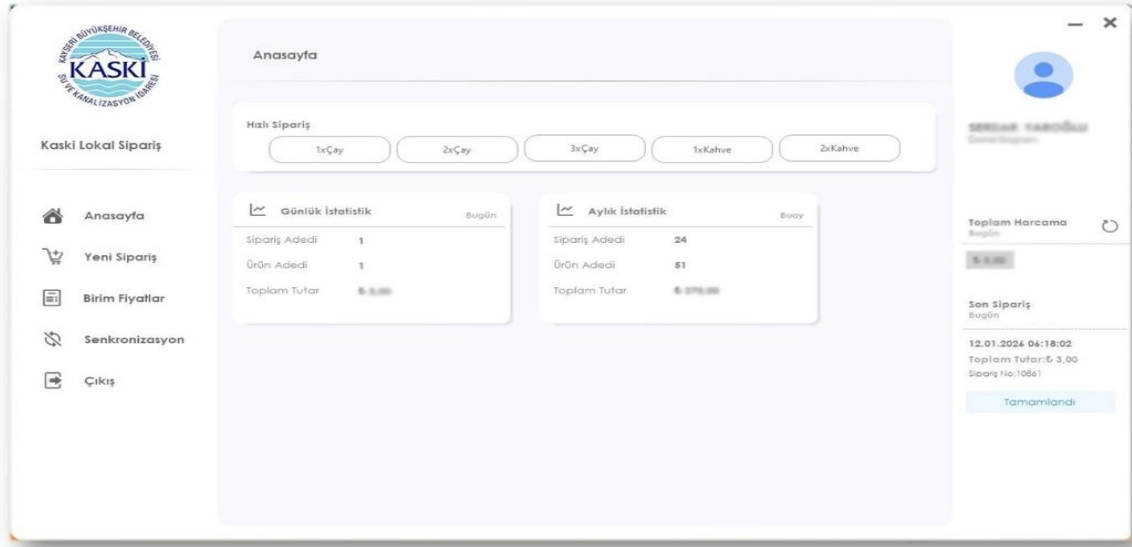 KAYSERİ BÜYÜKŞEHİR BELEDİYESİ
KASKİ
SU VE KANALİZASYON İDARESİ
Kaski Lokal Sipariş
Anasayfa
Yeni Sipariş
Birim Fiyatlar
Senkronizasyon
Çıkış
Anasayfa
Hızlı Sipariş
1xÇay 2xÇay 3xÇay 1xKahve 2xKahve
Günlük İstatistik Bugün
Sipariş Adedi 1
Ürün Adedi 1
Toplam Tutar
Aylık İstatistik Buay
Sipariş Adedi 24
Ürün Adedi 51
Toplam Tutar
Toplam Harcama
Bugün
Son Sipariş
Bugün
12.01.2026 06:18:02
Toplam Tutar:₺ 3,00
Sipariş No:10861
Tamamlandı